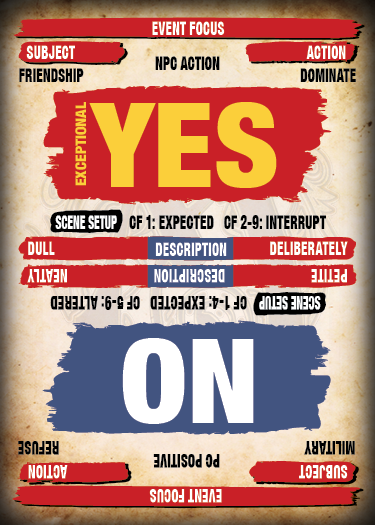 EVENT FOCUS
SUBJECT ACTION
FRIENDSHIP NPC ACTION DOMINATE
EXCEPTIONAL
YES
SCENE SETUP CF 1: EXPECTED CF 2-9: INTERRUPT
DULL DESCRIPTION DELIBERATELY
EVENT FOCUS
SUBJECT ACTION
MILITARY PC POSITIVE REFUSE
NO
SCENE SETUP CF 1-4: EXPECTED CF 5-9: ALTERED
PETITE DESCRIPTION NEATLY